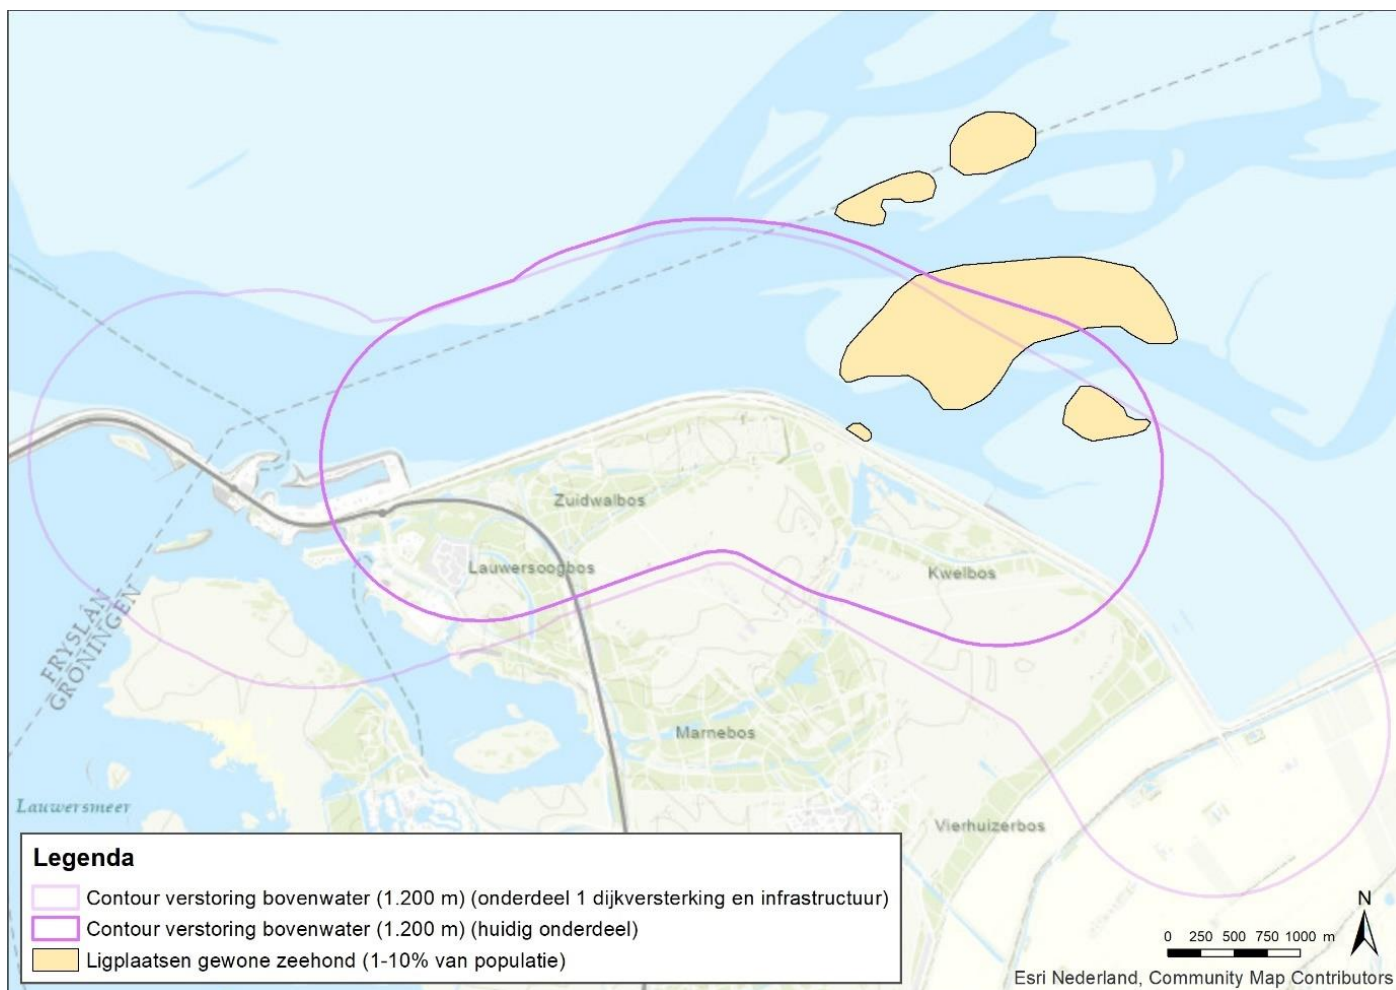 Zuidwalbos
Lauwersoogbos
Kwelbos
FRYSLÂN
GRONINGEN
Marnebos
Lauwersmeer
Vierhuizerbos
Legenda
Contour verstoring bovenwater (1.200 m) (onderdeel 1 dijkversterking en infrastructuur)
Contour verstoring bovenwater (1.200 m) (huidig onderdeel)
Ligplaatsen gewone zeehond (1-10% van populatie)
N
0 250 500 750 1000 m
Esri Nederland, Community Map Contributors